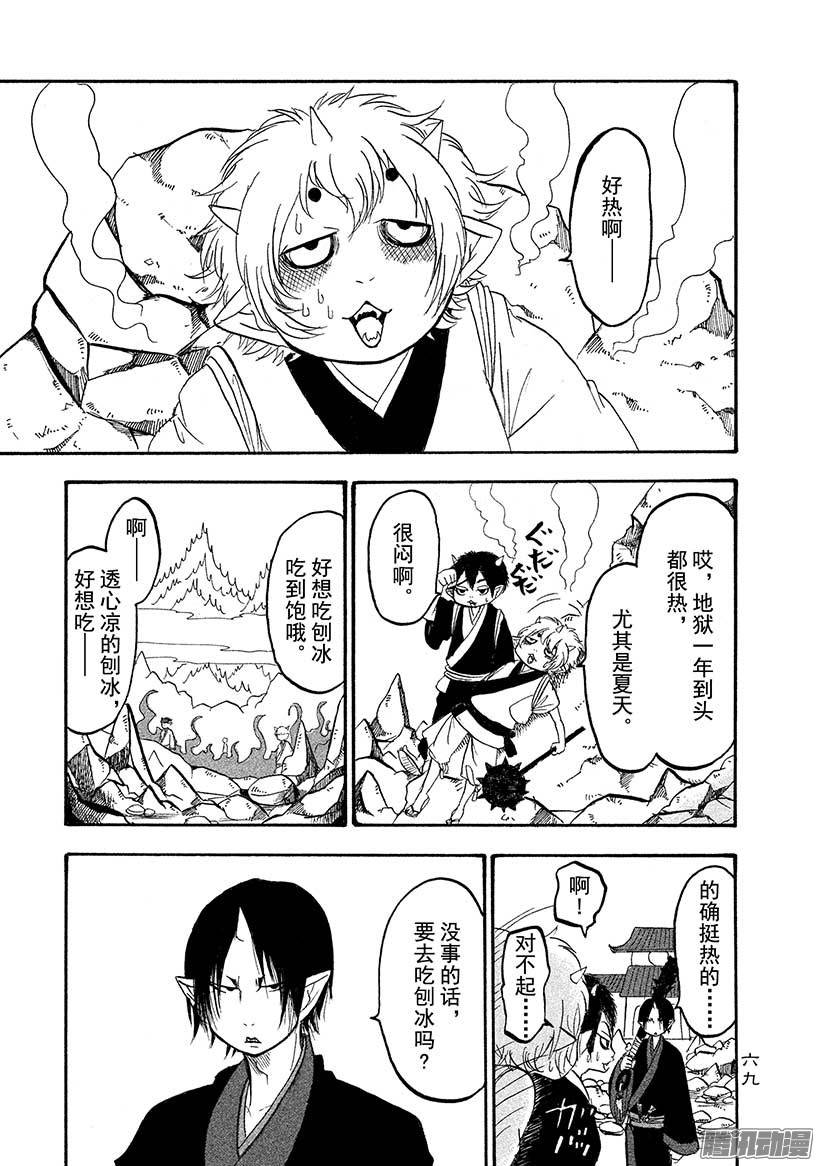 好热啊——
哎，地狱一年到头
都很热，
尤其是夏天。
ぐだ
ぐだ
很闷啊。
好想吃刨冰
吃到饱哦。
啊——
透心凉的刨冰，
好想吃——
的确挺热的……
啊！
对不起……
没事的话，
要去吃刨冰吗？
六九
腾讯动漫